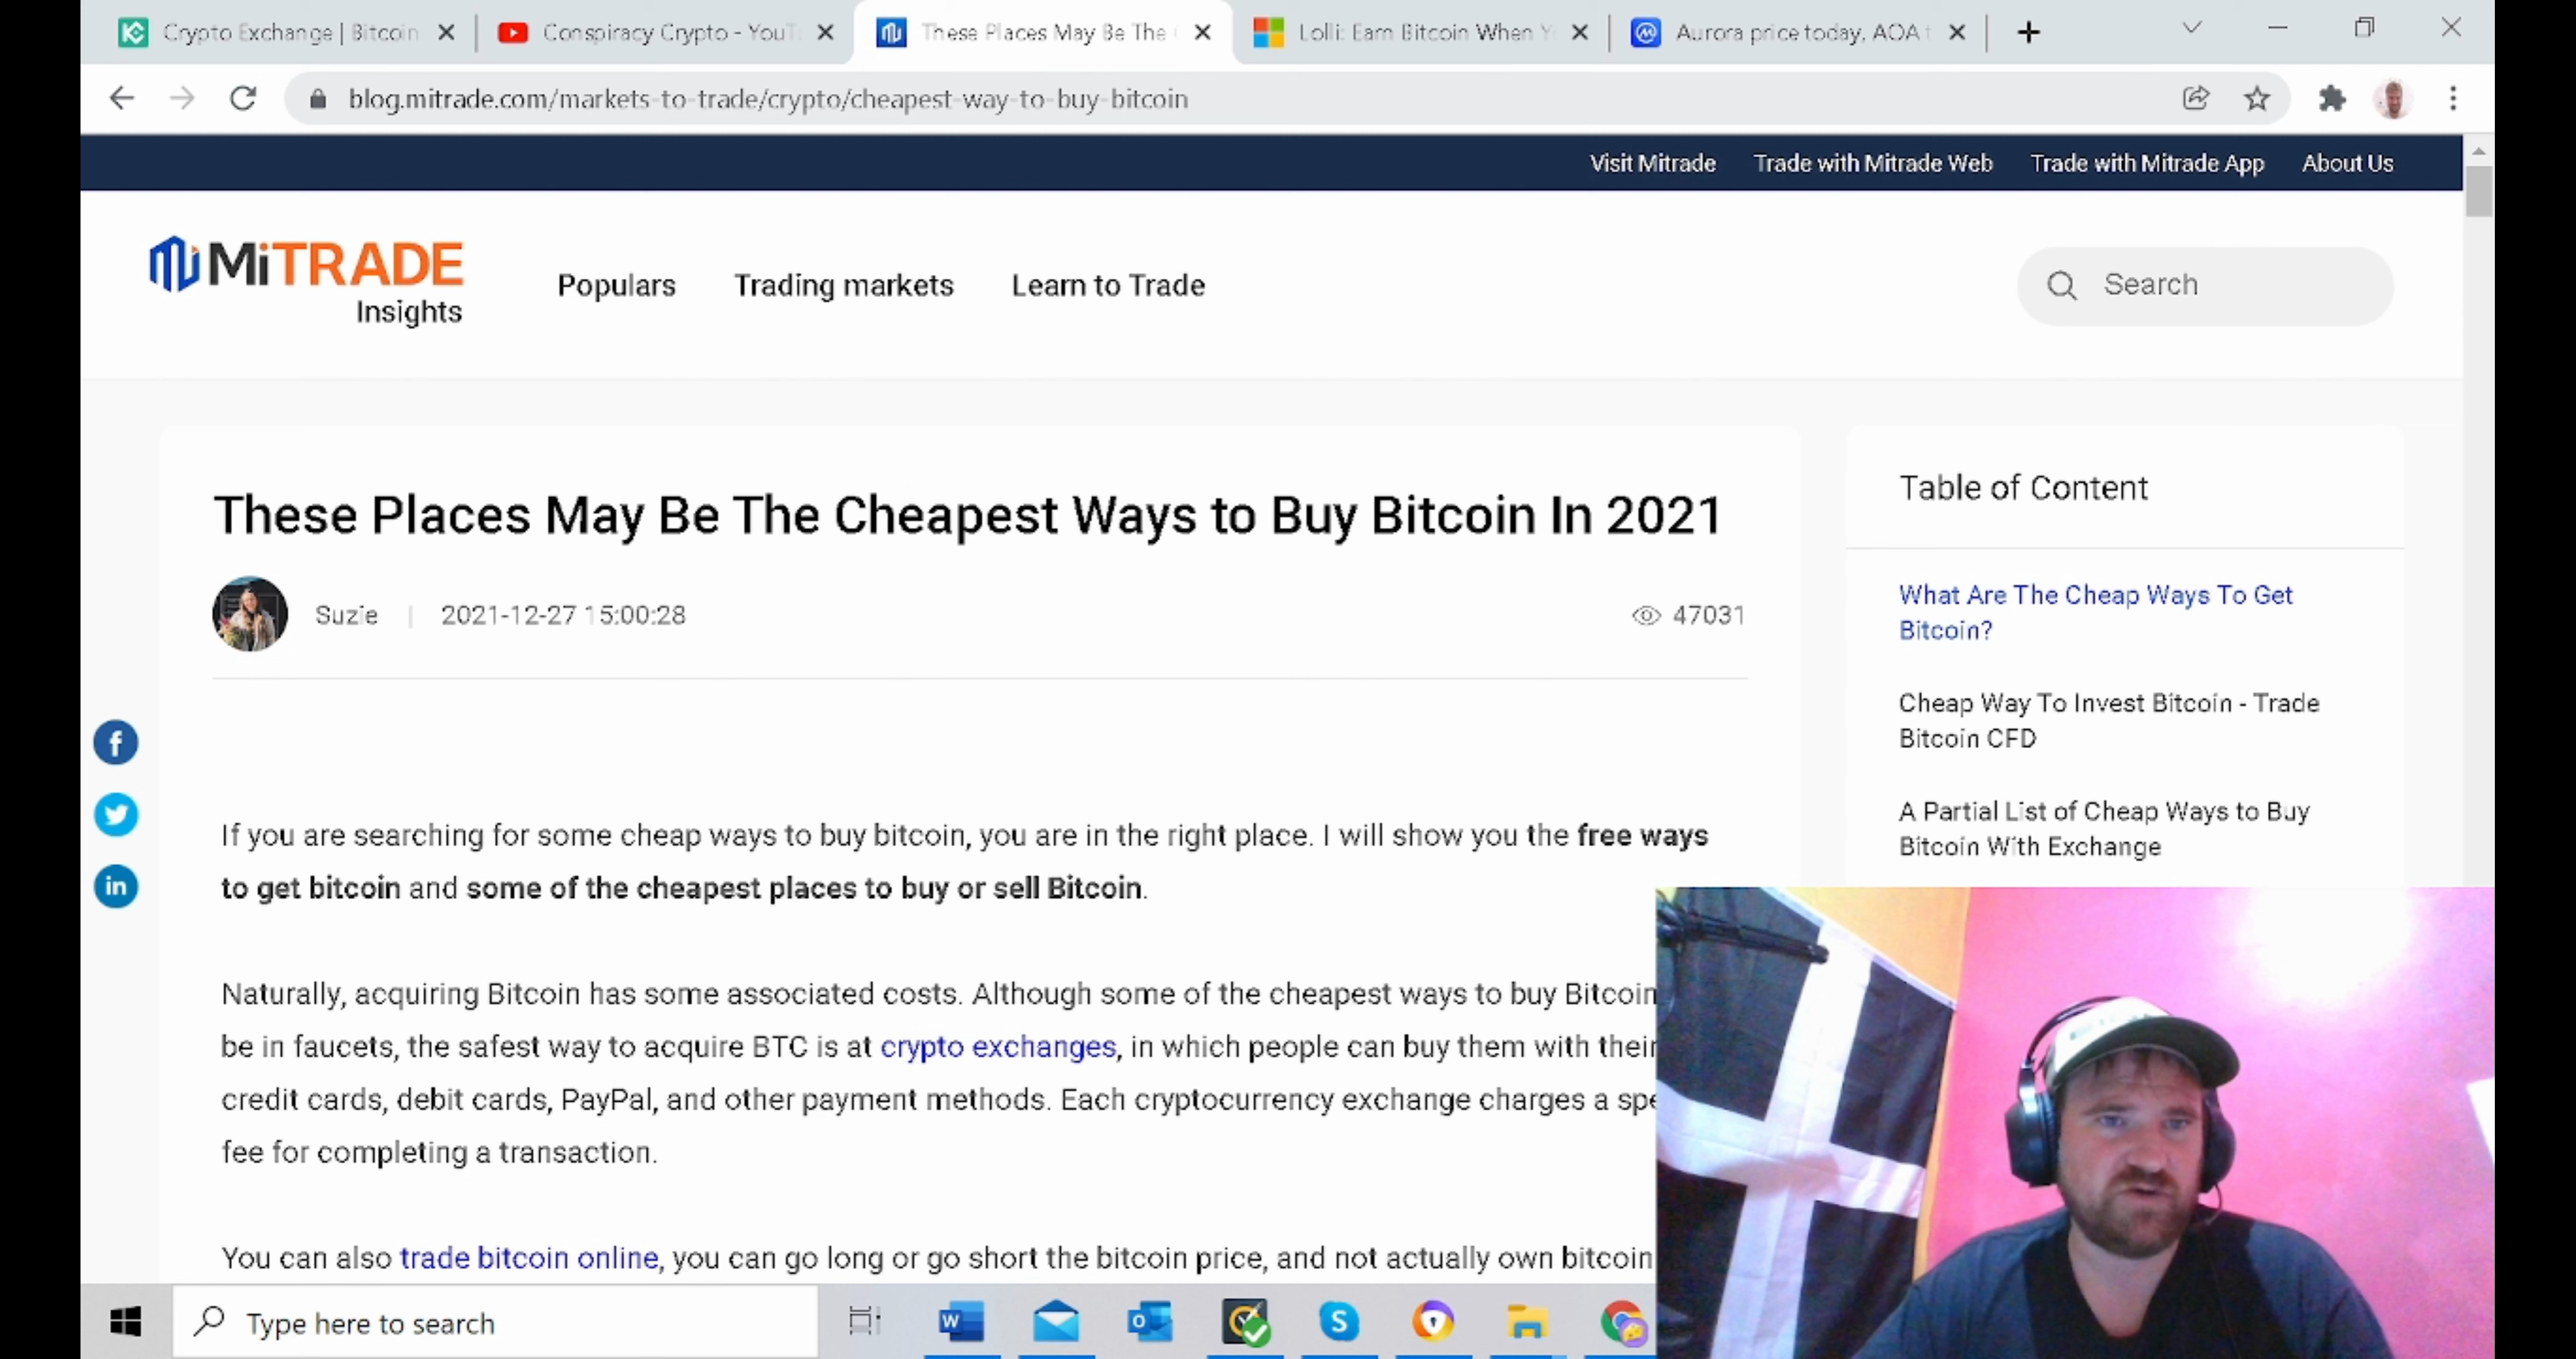 Crypto Exchange | Bitcoin
Conspiracy Crypto - YouT
These Places May Be The
Lolli: Earn Bitcoin When Y
Aurora price today, AOA t
blog.mitrade.com/markets-to-trade/crypto/cheapest-way-to-buy-bitcoin
Visit Mitrade Trade with Mitrade Web Trade with Mitrade App About Us
MiTRADE
Insights
Populars Trading markets Learn to Trade
Search
These Places May Be The Cheapest Ways to Buy Bitcoin In 2021
Suzie | 2021-12-27 15:00:28
47031
If you are searching for some cheap ways to buy bitcoin, you are in the right place. I will show you the free ways
to get bitcoin and some of the cheapest places to buy or sell Bitcoin.
Naturally, acquiring Bitcoin has some associated costs. Although some of the cheapest ways to buy Bitcoin
be in faucets, the safest way to acquire BTC is at crypto exchanges, in which people can buy them with their
credit cards, debit cards, PayPal, and other payment methods. Each cryptocurrency exchange charges a spe
fee for completing a transaction.
You can also trade bitcoin online, you can go long or go short the bitcoin price, and not actually own bitcoin
Table of Content
What Are The Cheap Ways To Get
Bitcoin?
Cheap Way To Invest Bitcoin - Trade
Bitcoin CFD
A Partial List of Cheap Ways to Buy
Bitcoin With Exchange
Type here to search